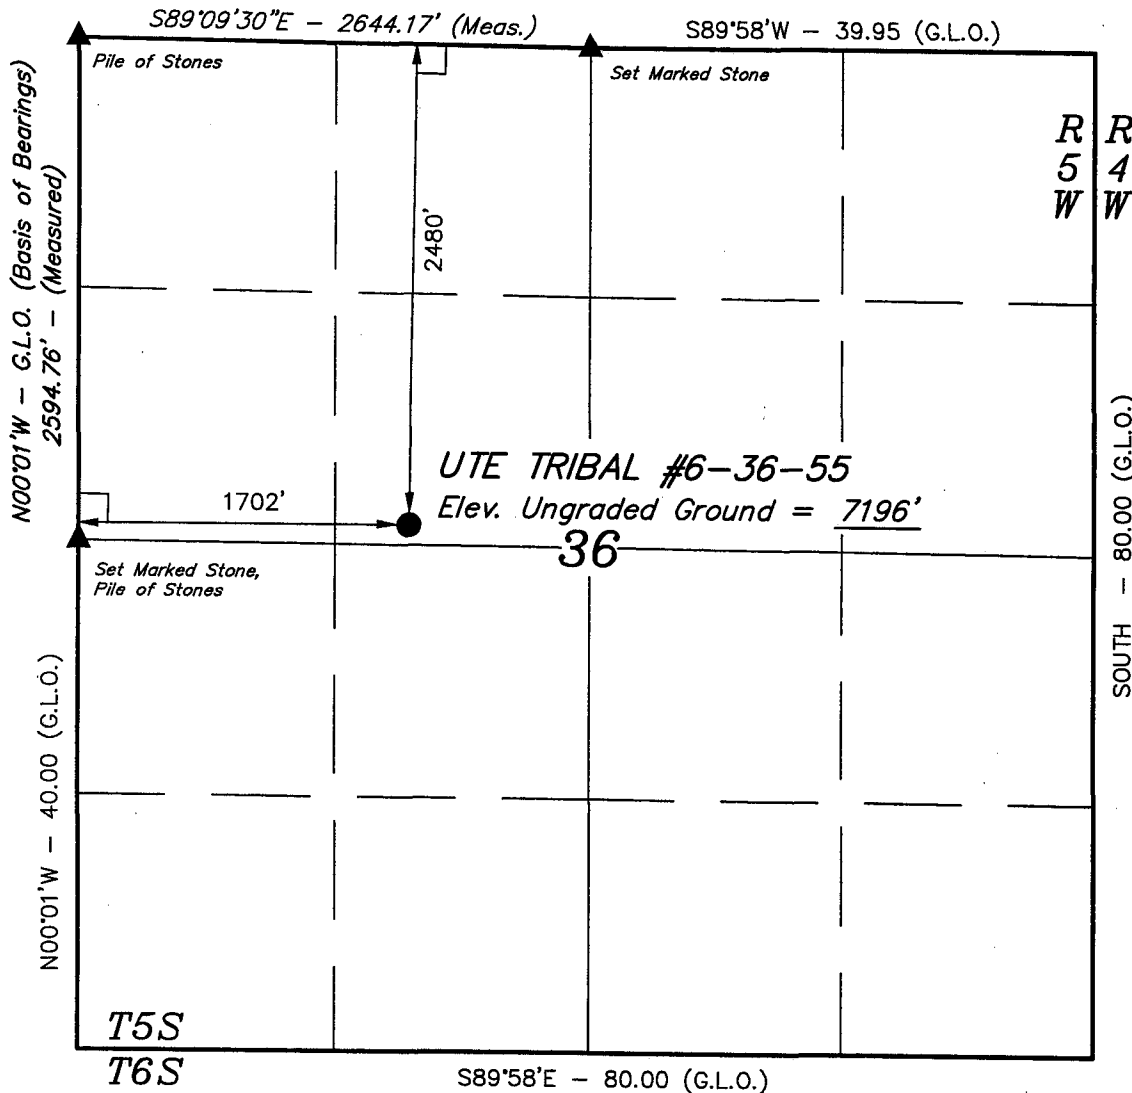 S89°09'30"E – 2644.17' (Meas.)
S89°58'W – 39.95 (G.L.O.)
Pile of Stones
Set Marked Stone
R R
5 4
W W
N00°01'W – G.L.O. (Basis of Bearings)
2594.76' – (Measured)
2480'
UTE TRIBAL #6–36–55
Elev. Ungraded Ground = 7196'
1702'
36
Set Marked Stone,
Pile of Stones
SOUTH – 80.00 (G.L.O.)
N00°01'W – 40.00 (G.L.O.)
T5S
T6S
S89°58'E – 80.00 (G.L.O.)